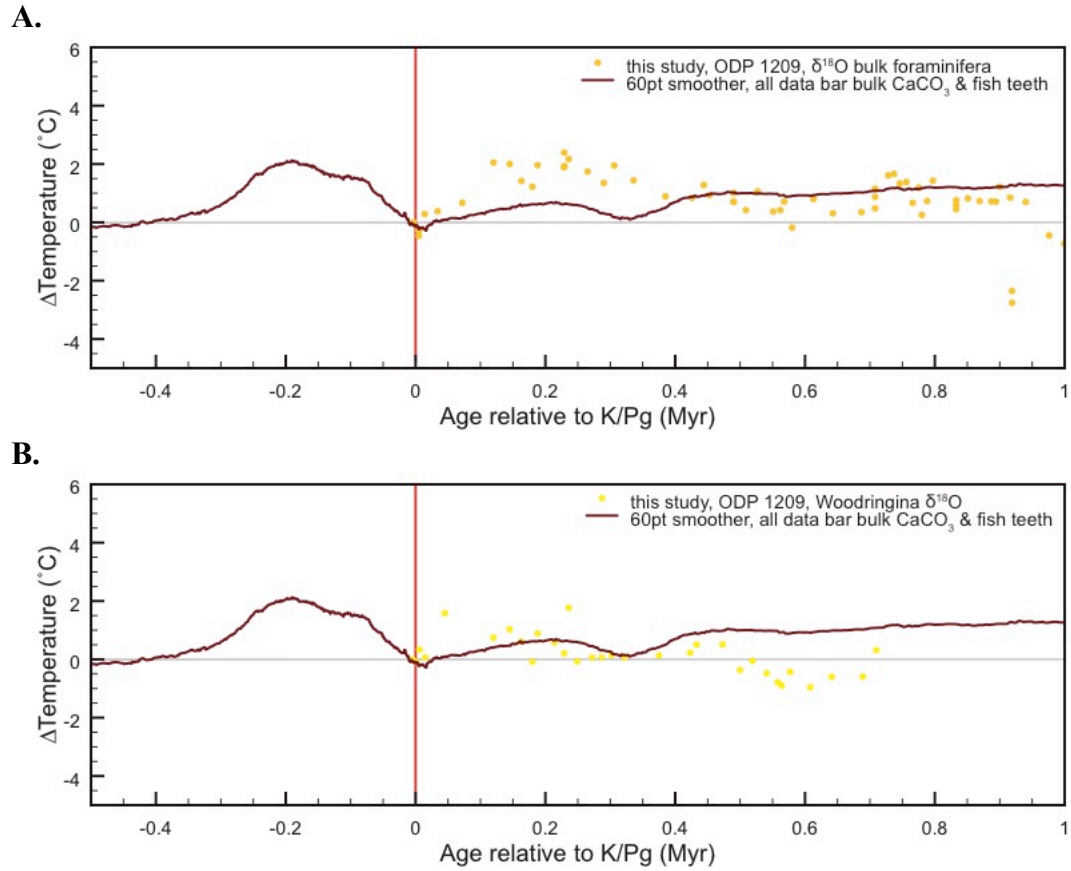 A.
6
4
2
0
-2
-4
ΔTemperature (˚C)
this study, ODP 1209, δ¹⁸O bulk foraminifera
60pt smoother, all data bar bulk CaCO₃ & fish teeth
-0.4 -0.2 0 0.2 0.4 0.6 0.8 1
Age relative to K/Pg (Myr)
B.
6
4
2
0
-2
-4
ΔTemperature (˚C)
this study, ODP 1209, Woodringina δ¹⁸O
60pt smoother, all data bar bulk CaCO₃ & fish teeth
-0.4 -0.2 0 0.2 0.4 0.6 0.8 1
Age relative to K/Pg (Myr)